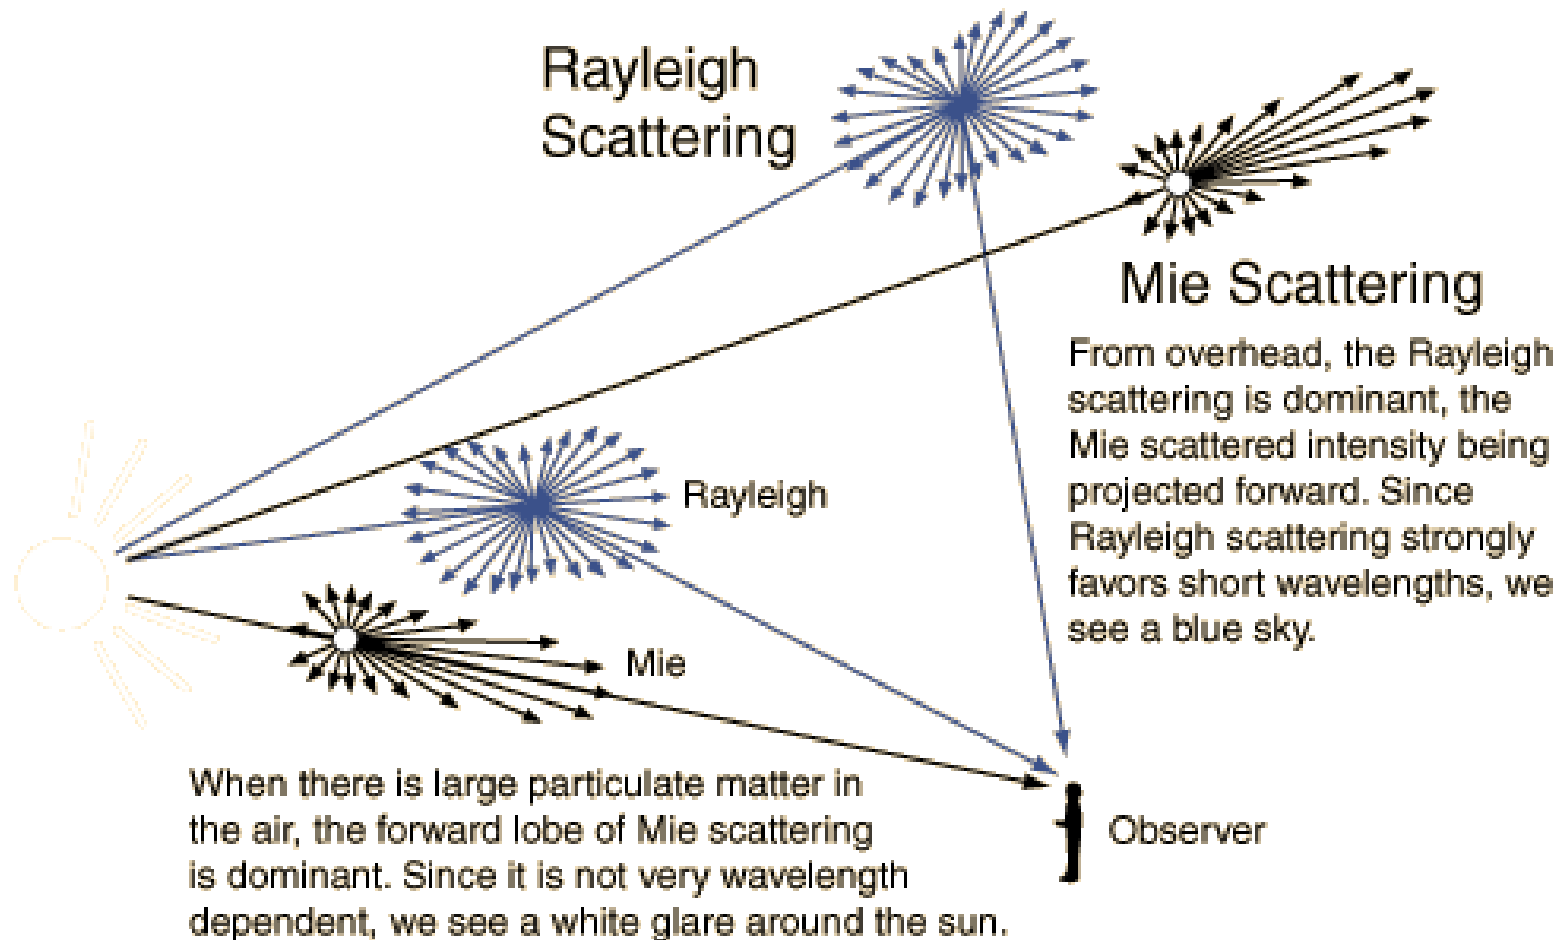 Rayleigh
Scattering
Mie Scattering
From overhead, the Rayleigh
scattering is dominant, the
Mie scattered intensity being
projected forward. Since
Rayleigh scattering strongly
favors short wavelengths, we
see a blue sky.
Rayleigh
Mie
When there is large particulate matter in
the air, the forward lobe of Mie scattering
is dominant. Since it is not very wavelength
dependent, we see a white glare around the sun.
Observer